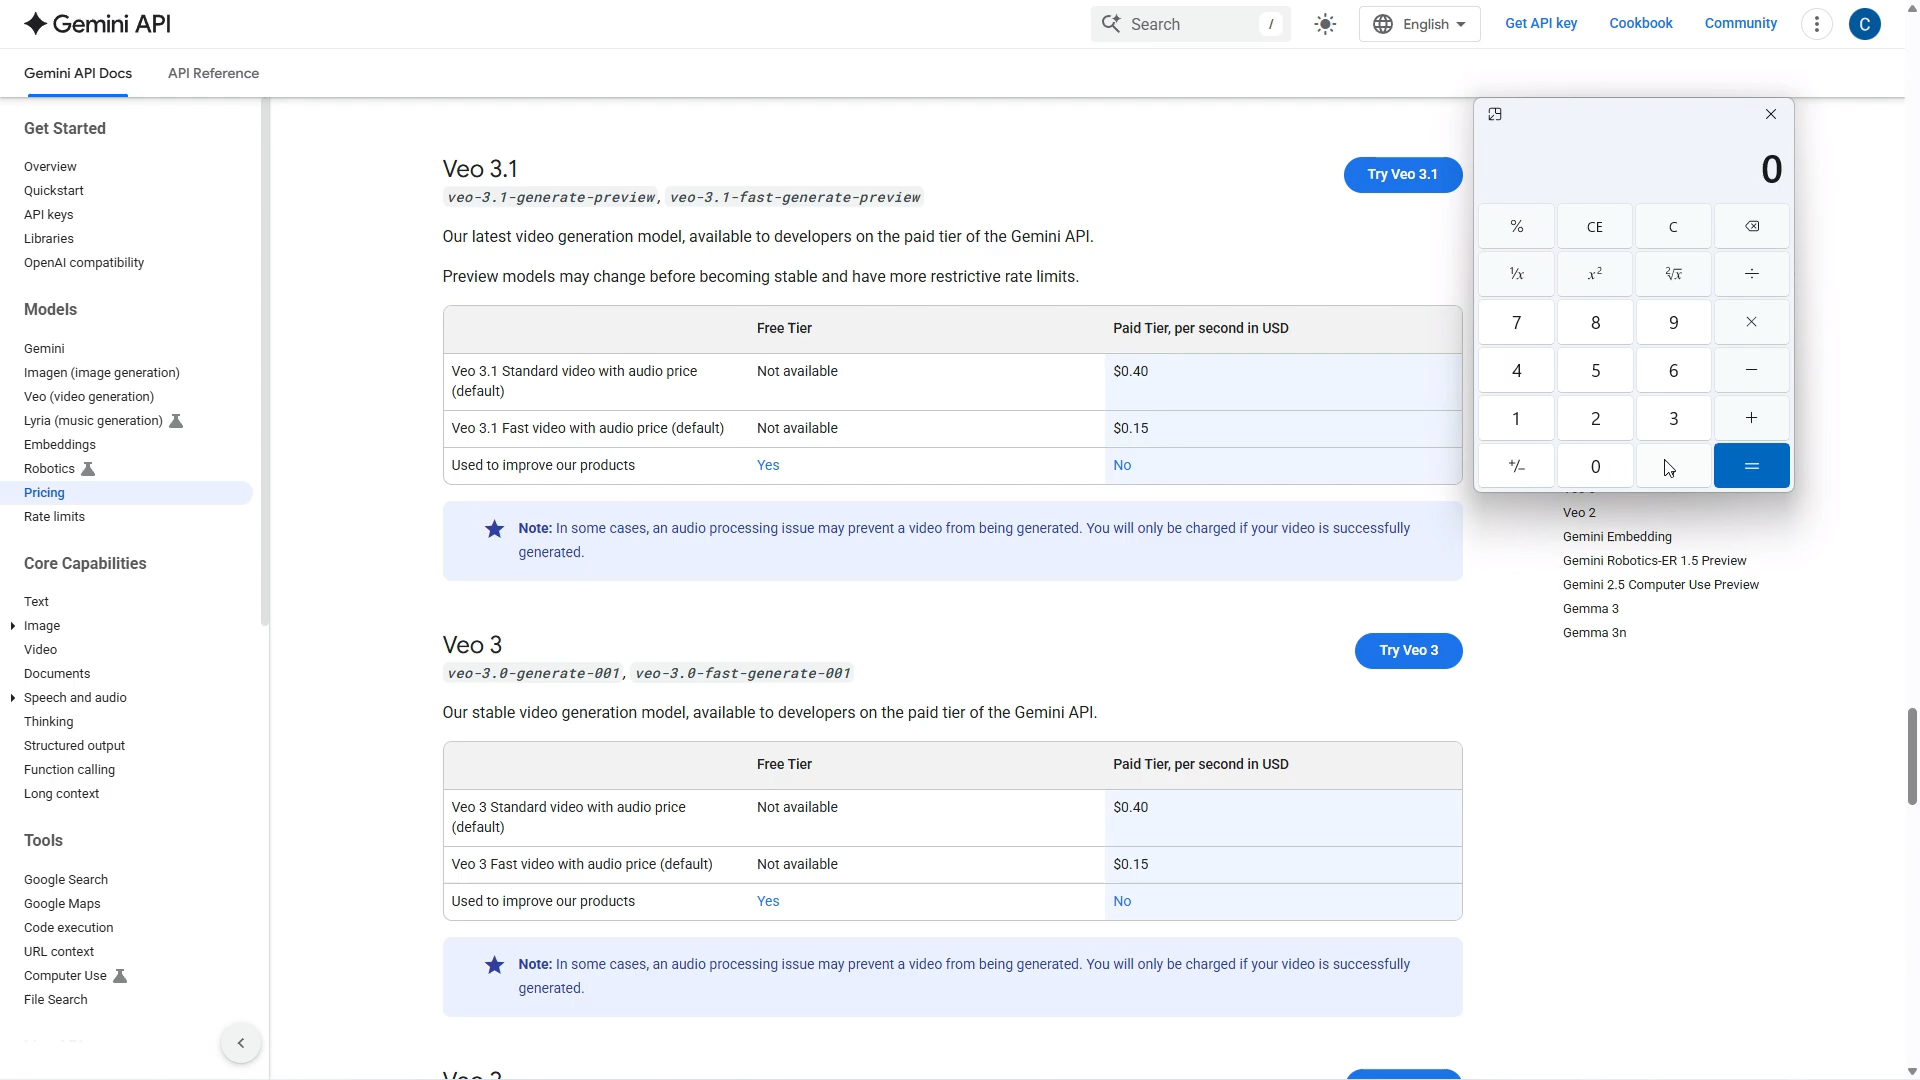 Gemini API
Search /
English
Get API key
Cookbook
Community
C
Gemini API Docs
API Reference
Get Started
Overview
Quickstart
API keys
Libraries
OpenAI compatibility
Models
Gemini
Imagen (image generation)
Veo (video generation)
Lyria (music generation)
Embeddings
Robotics
Pricing
Rate limits
Core Capabilities
Text
Image
Video
Documents
Speech and audio
Thinking
Structured output
Function calling
Long context
Tools
Google Search
Google Maps
Code execution
URL context
Computer Use
File Search
Veo 3.1
Try Veo 3.1
veo-3.1-generate-preview, veo-3.1-fast-generate-preview
Our latest video generation model, available to developers on the paid tier of the Gemini API.
Preview models may change before becoming stable and have more restrictive rate limits.
Free Tier Paid Tier, per second in USD
Veo 3.1 Standard video with audio price Not available $0.40
(default)
Veo 3.1 Fast video with audio price (default) Not available $0.15
Used to improve our products Yes No
Note: In some cases, an audio processing issue may prevent a video from being generated. You will only be charged if your video is successfully
generated.
Veo 3
Try Veo 3
veo-3.0-generate-001, veo-3.0-fast-generate-001
Our stable video generation model, available to developers on the paid tier of the Gemini API.
Free Tier Paid Tier, per second in USD
Veo 3 Standard video with audio price Not available $0.40
(default)
Veo 3 Fast video with audio price (default) Not available $0.15
Used to improve our products Yes No
Note: In some cases, an audio processing issue may prevent a video from being generated. You will only be charged if your video is successfully
generated.
0
% CE C
¹/x x² ²√x ÷
7 8 9 ×
4 5 6 −
1 2 3 +
+/− 0 =
Veo 2
Gemini Embedding
Gemini Robotics-ER 1.5 Preview
Gemini 2.5 Computer Use Preview
Gemma 3
Gemma 3n